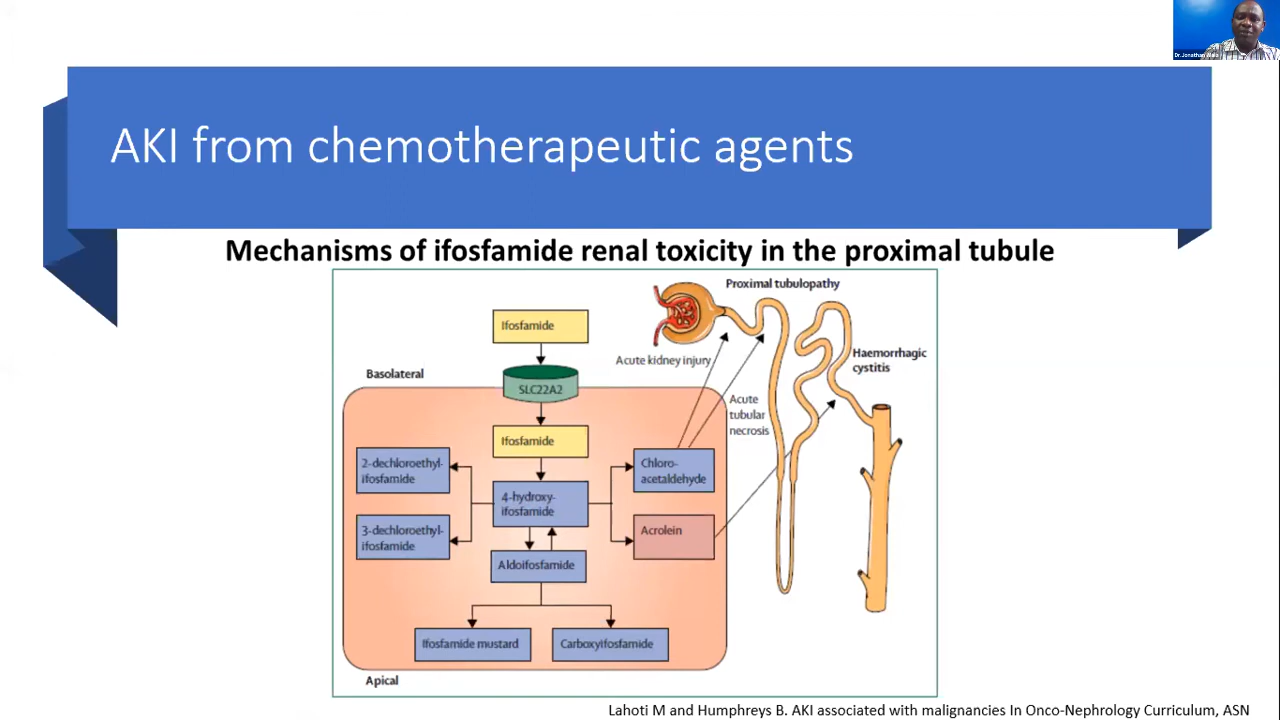 Dr.Jonathan
AKI from chemotherapeutic agents
Mechanisms of ifosfamide renal toxicity in the proximal tubule
Proximal tubulopathy
Ifosfamide
Acute kidney injury
Haemorrhagic
cystitis
Basolateral
SLC22A2
Acute
tubular
necrosis
Ifosfamide
2-dechloroethyl-
ifosfamide
Chloro-
acetaldehyde
4-hydroxy-
ifosfamide
3-dechloroethyl-
ifosfamide
Acrolein
Aldoifosfamide
Ifosfamide mustard
Carboxyifosfamide
Apical
Lahoti M and Humphreys B. AKI associated with malignancies In Onco-Nephrology Curriculum, ASN